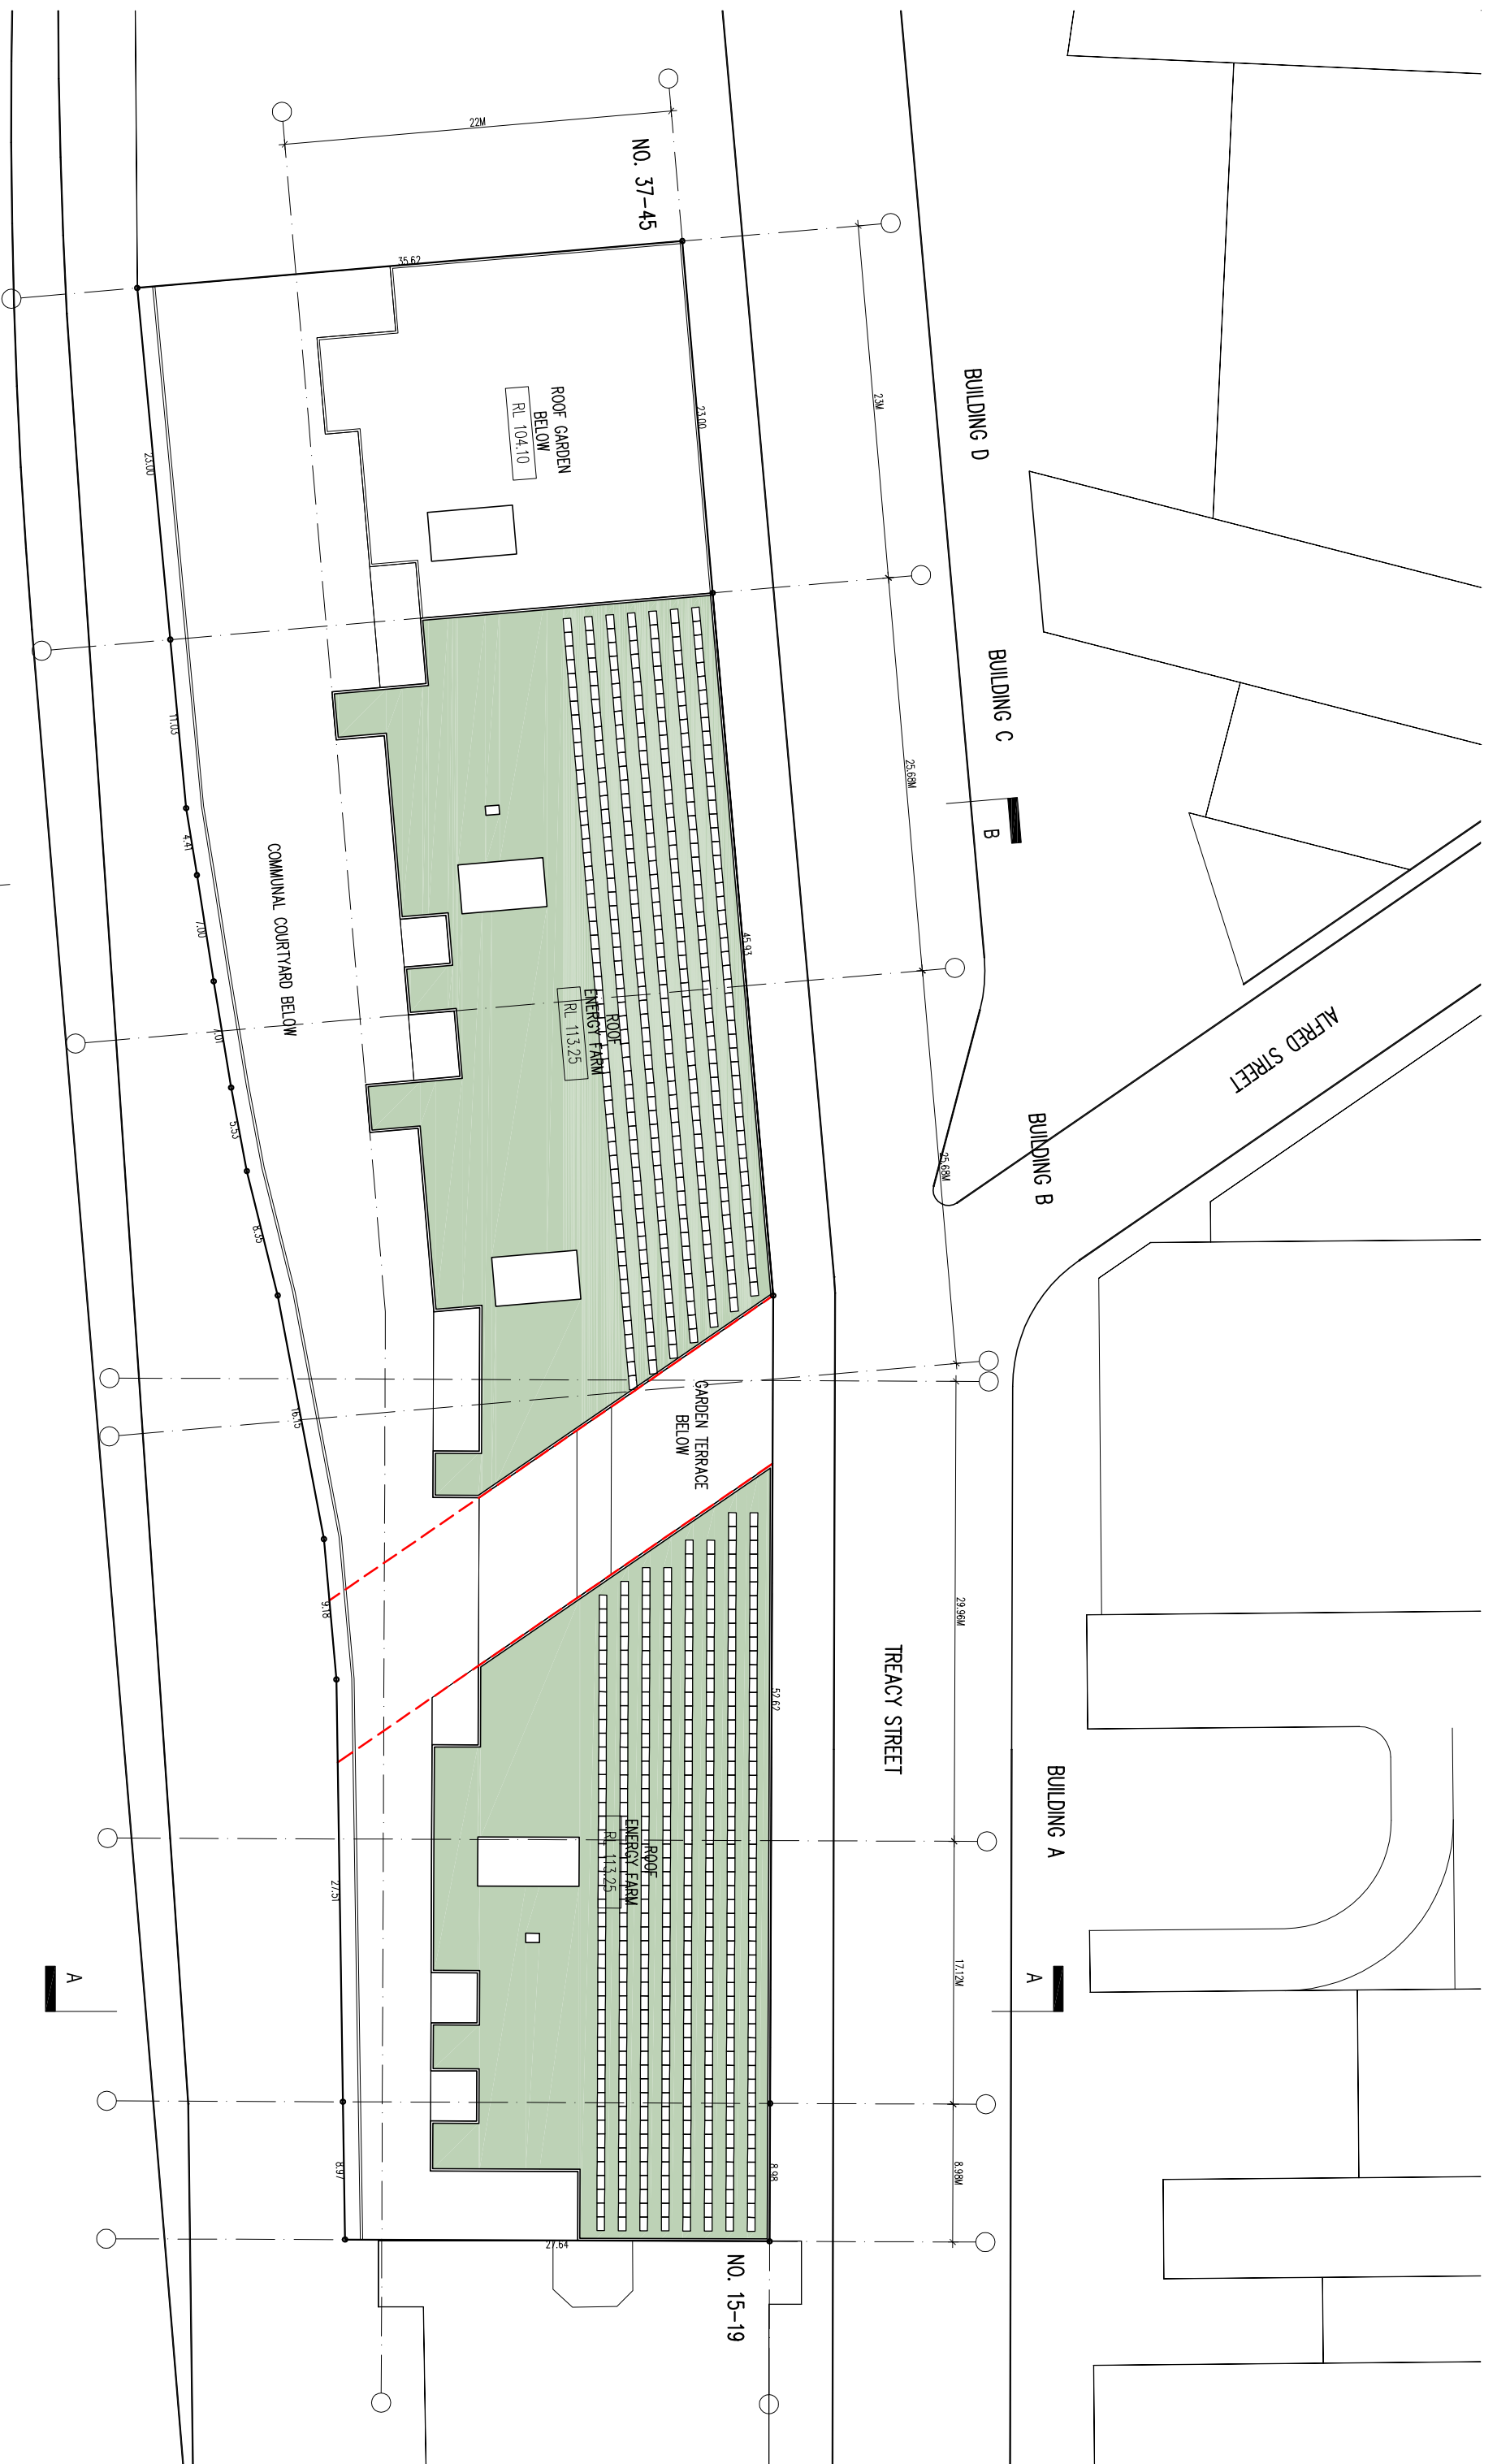 22M
NO. 37-45
35.62
23M
23.00
BUILDING D
ROOF GARDEN
BELOW
RL 104.10
23.00
BUILDING C
25.68M
11.03
B
4.41
COMMUNAL COURTYARD BELOW
7.00
45.93
ROOF
ENERGY FARM
RL 113.25
7.01
ALFRED STREET
5.53
BUILDING B
25.68M
8.35
16.15
GARDEN TERRACE
BELOW
9.18
29.96M
52.62
TREACY STREET
BUILDING A
ROOF
ENERGY FARM
RL 113.25
27.51
17.12M
A
A
8.97
8.98
8.98M
27.64
NO. 15-19